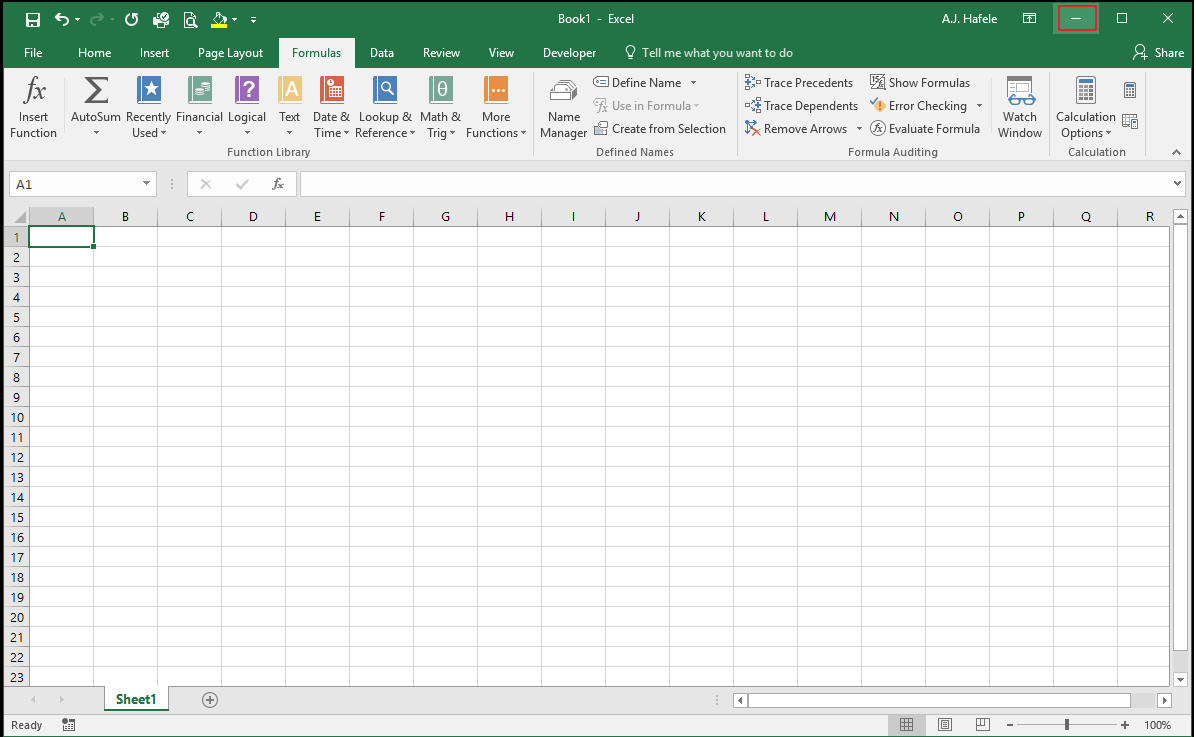 Book1 - Excel
A.J. Hafele
File Home Insert Page Layout Formulas Data Review View Developer Tell me what you want to do Share
fx Insert Function
AutoSum
Recently Used
Financial
Logical
Text
Date & Time
Lookup & Reference
Math & Trig
More Functions
Function Library
Name Manager
Define Name
Use in Formula
Create from Selection
Defined Names
Trace Precedents
Trace Dependents
Remove Arrows
Show Formulas
Error Checking
Evaluate Formula
Formula Auditing
Watch Window
Calculation Options
Calculation
A1 fx
A B C D E F G H I J K L M N O P Q R
1
2
3
4
5
6
7
8
9
10
11
12
13
14
15
16
17
18
19
20
21
22
23
Sheet1
Ready 100%